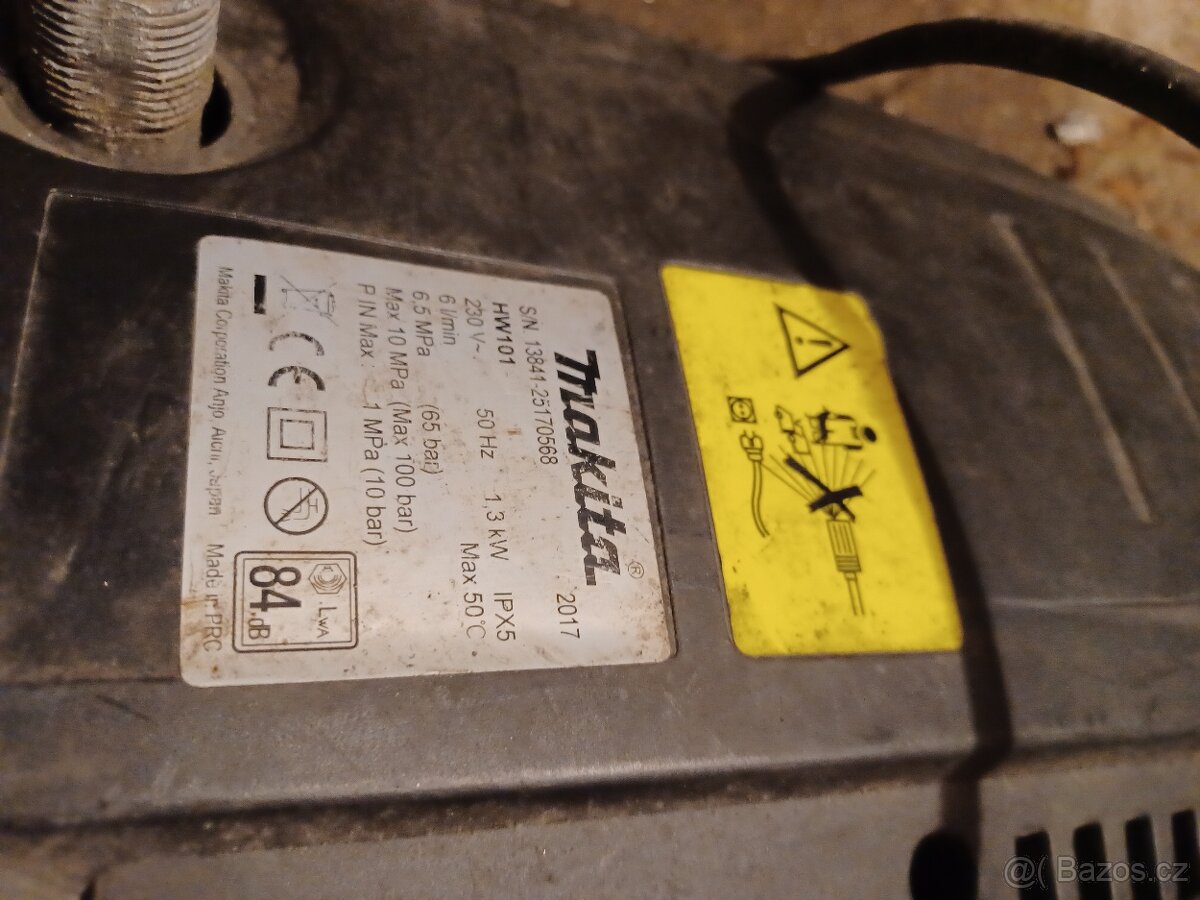 Makita® 2017
S/N. 13841-25170568
HW101
230 V~ 50 Hz 1,3 kW IPX5
6 l/min Max 50°C
6,5 MPa (65 bar)
Max 10 MPa (Max 100 bar)
P IN Max 1 MPa (10 bar)
CE
LWA
84 dB
Makita Corporation Anjo, Aichi, Japan Made in PRC
@( Bazos.cz